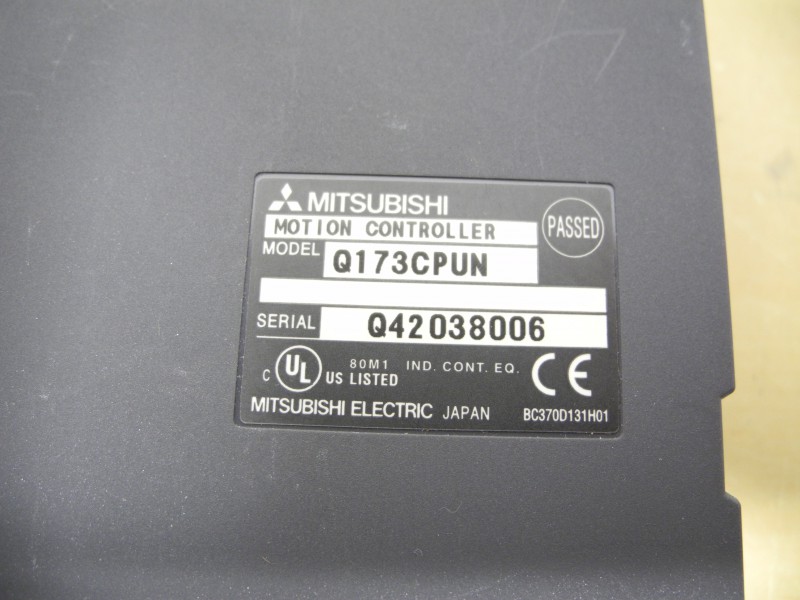 MITSUBISHI
MOTION CONTROLLER
PASSED
MODEL Q173CPUN
SERIAL Q42038006
C UL US LISTED 80M1 IND. CONT. EQ. CE
MITSUBISHI ELECTRIC JAPAN BC370D131H01